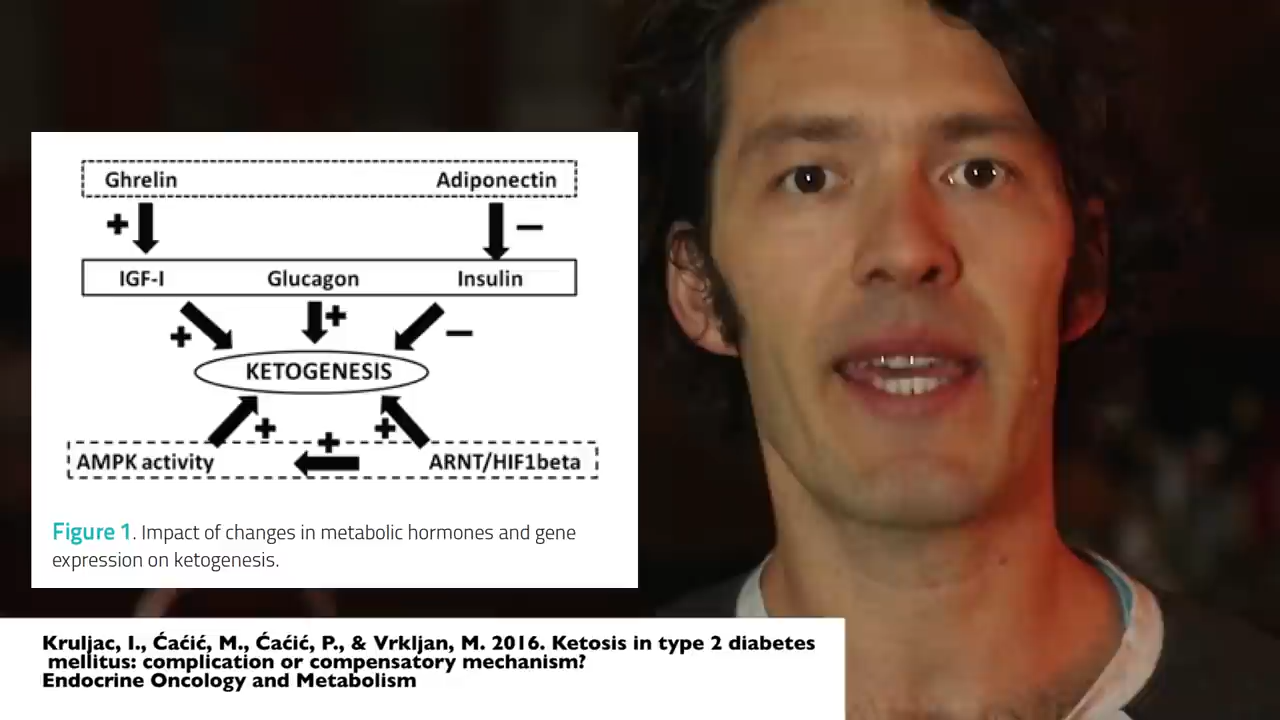 Ghrelin Adiponectin
+ −
IGF-I Glucagon Insulin
+ + −
KETOGENESIS
+ + +
AMPK activity ARNT/HIF1beta
Figure 1. Impact of changes in metabolic hormones and gene
expression on ketogenesis.
Kruljac, I., Ćaćić, M., Ćaćić, P., & Vrkljan, M. 2016. Ketosis in type 2 diabetes
mellitus: complication or compensatory mechanism?
Endocrine Oncology and Metabolism